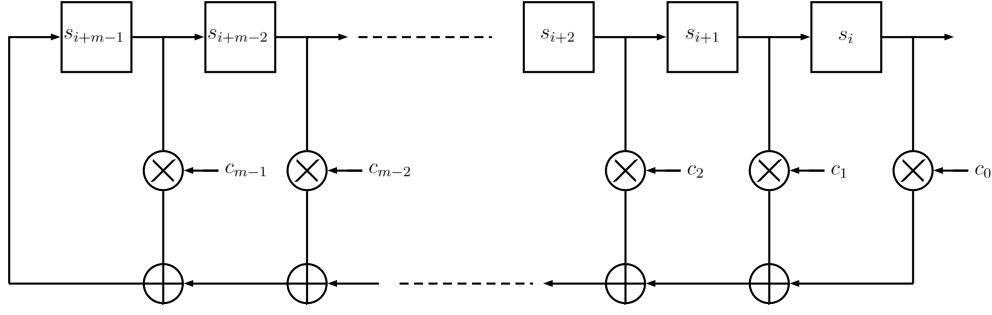 s_{i+m-1} s_{i+m-2} s_{i+2} s_{i+1} s_i
c_{m-1} c_{m-2} c_2 c_1 c_0